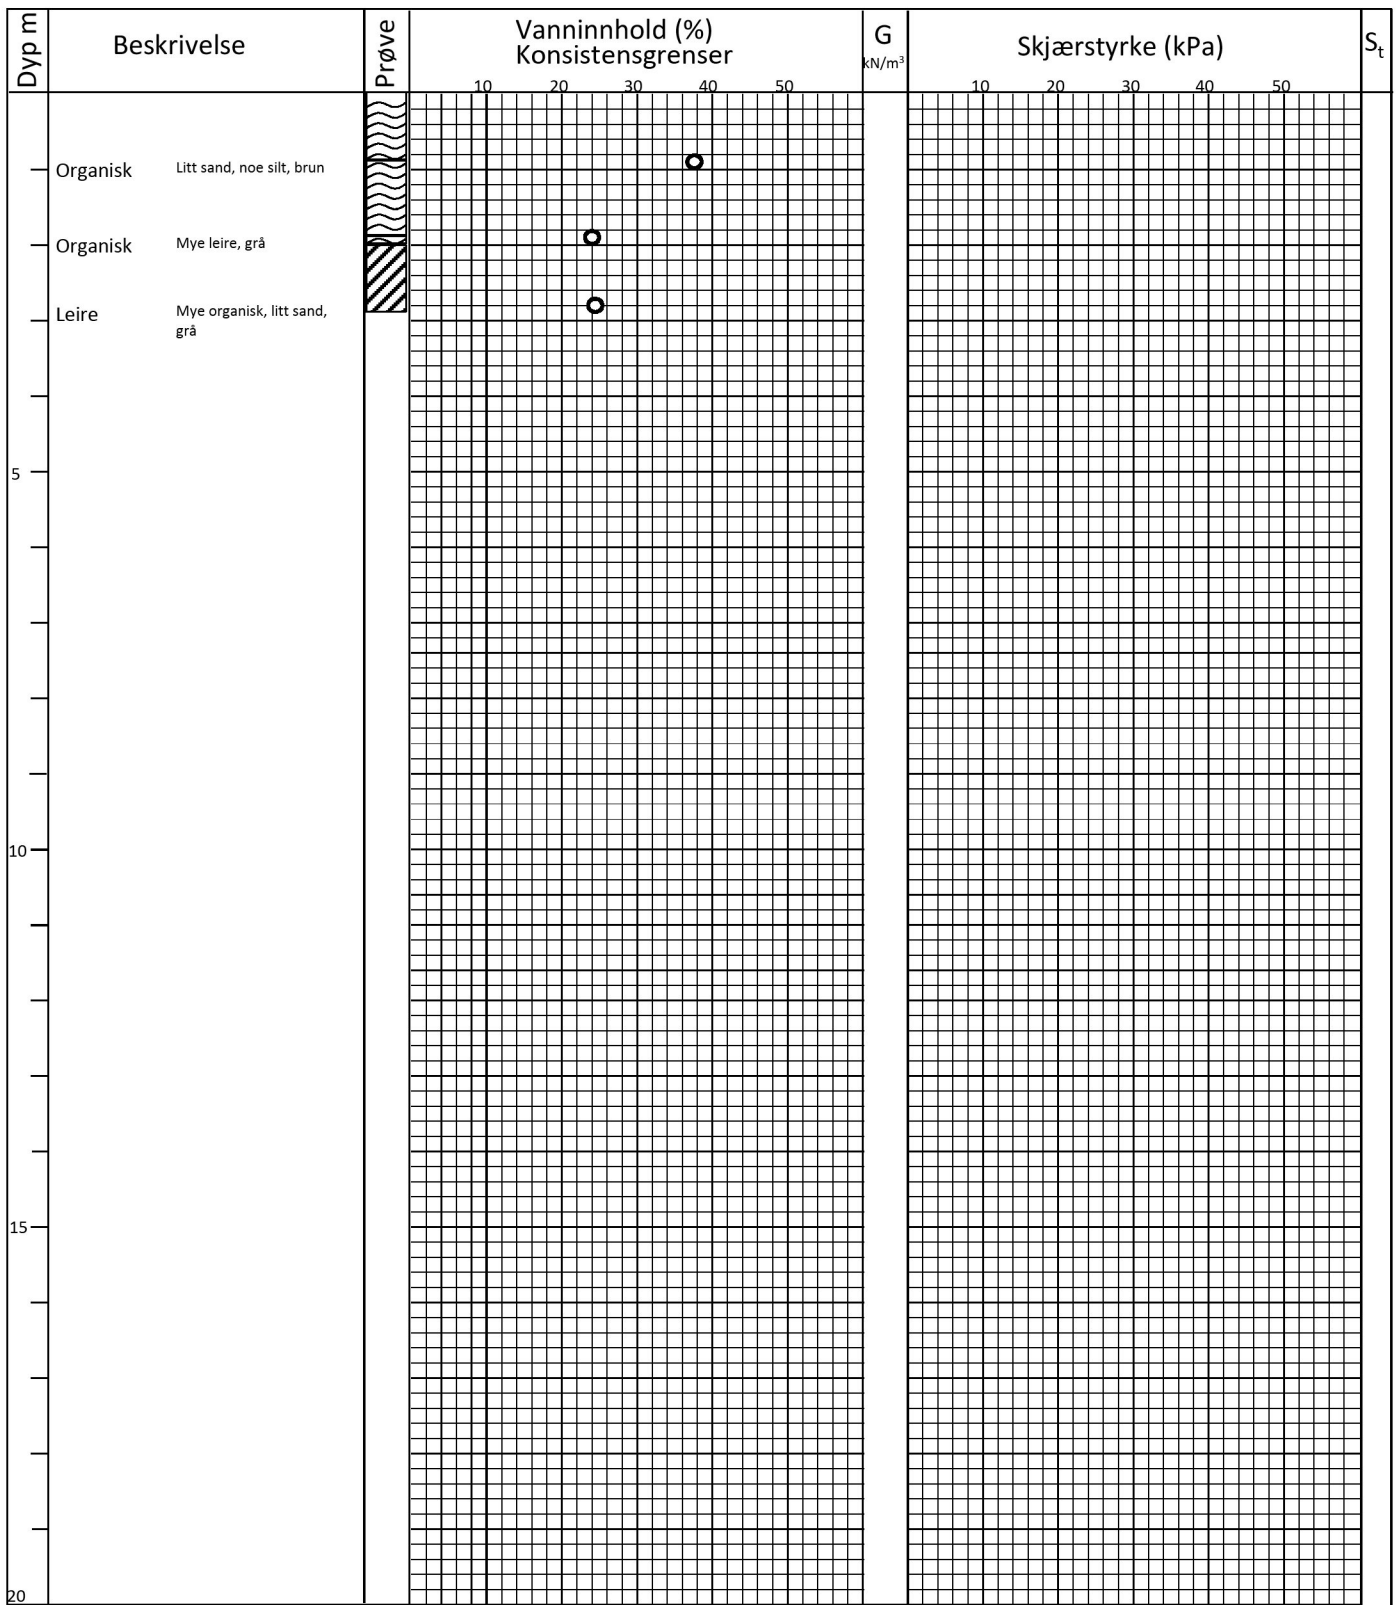 Dyp m
Beskrivelse
Prøve
Vanninnhold (%)
Konsistensgrenser
10 20 30 40 50
G
kN/m³
Skjærstyrke (kPa)
10 20 30 40 50
Sₜ
Organisk Litt sand, noe silt, brun
Organisk Mye leire, grå
Leire Mye organisk, litt sand,
grå
5
10
15
20